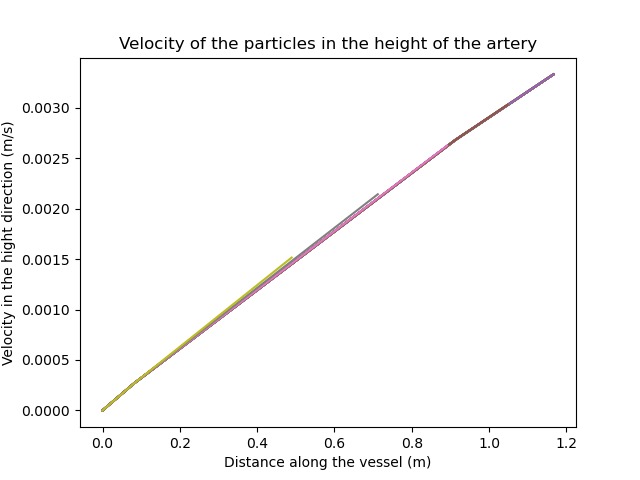 Velocity of the particles in the height of the artery
Velocity in the hight direction (m/s)
0.0030
0.0025
0.0020
0.0015
0.0010
0.0005
0.0000
0.0 0.2 0.4 0.6 0.8 1.0 1.2
Distance along the vessel (m)